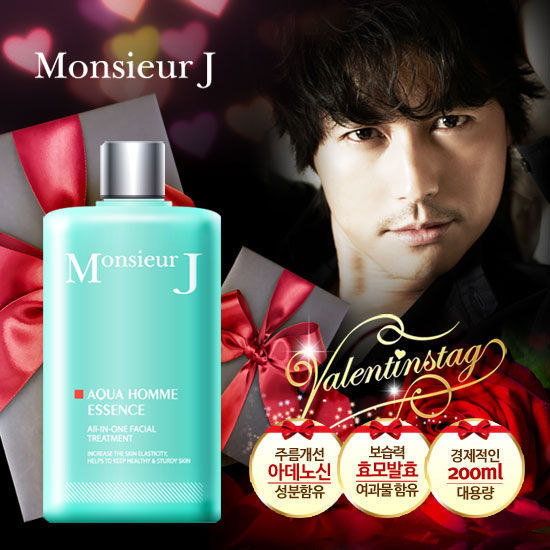 Monsieur J
Monsieur J
AQUA HOMME
ESSENCE
All-IN-ONE FACIAL
TREATMENT
INCREASE THE SKIN ELASTICITY,
HELPS TO KEEP HEALTHY & STURDY SKIN
Valentinstag
주름개선
아데노신
성분함유
보습력
효모발효
여과물 함유
경제적인
200ml
대용량